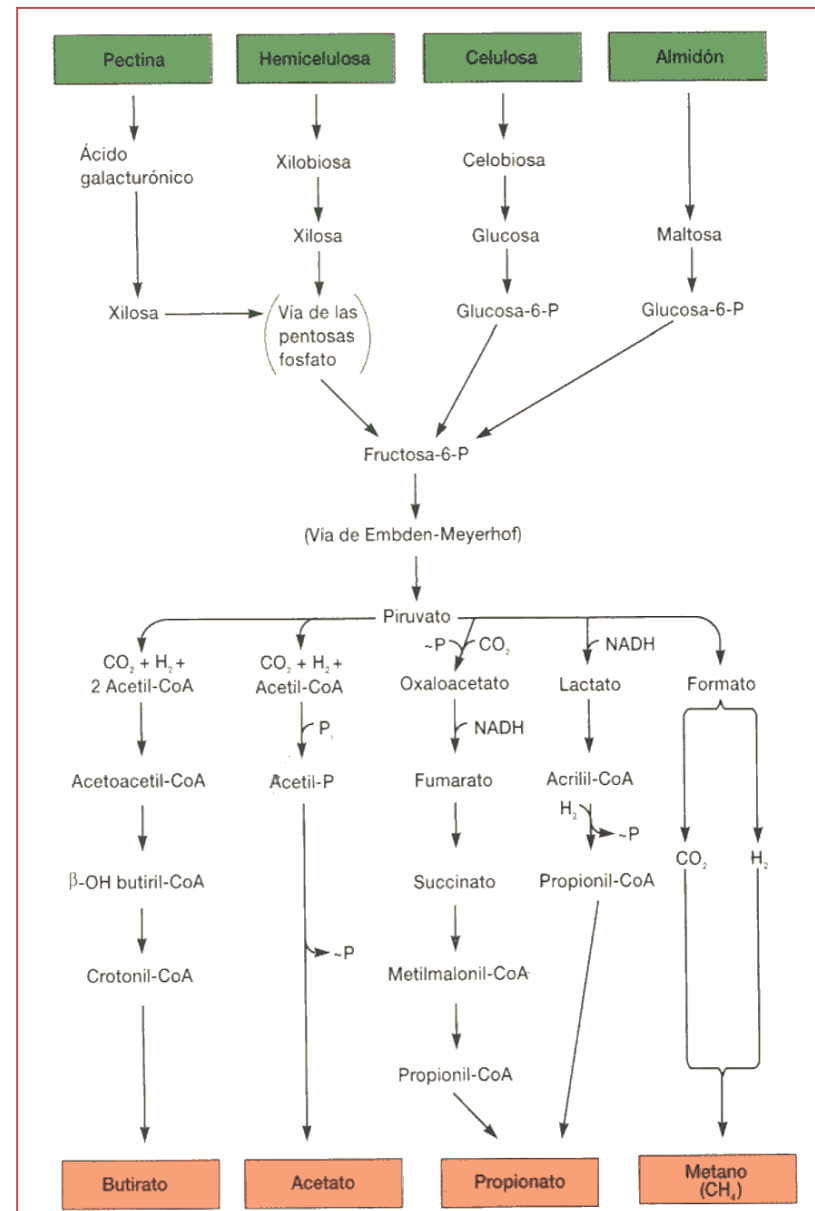 Pectina
Hemicelulosa
Celulosa
Almidón
Ácido
galacturónico
Xilobiosa
Celobiosa
Xilosa
Glucosa
Maltosa
Xilosa
(Vía de las
pentosas
fosfato)
Glucosa-6-P
Glucosa-6-P
Fructosa-6-P
(Vía de Embden-Meyerhof)
Piruvato
CO₂ + H₂ +
2 Acetil-CoA
CO₂ + H₂ +
Acetil-CoA
~P
CO₂
Oxaloacetato
NADH
Lactato
Formato
Pᵢ
NADH
Acetoacetil-CoA
Acetil-P
Fumarato
Acrilil-CoA
H₂
~P
CO₂
H₂
β-OH butiril-CoA
Succinato
Propionil-CoA
~P
Crotonil-CoA
Metilmalonil-CoA
Propionil-CoA
Butirato
Acetato
Propionato
Metano
(CH₄)